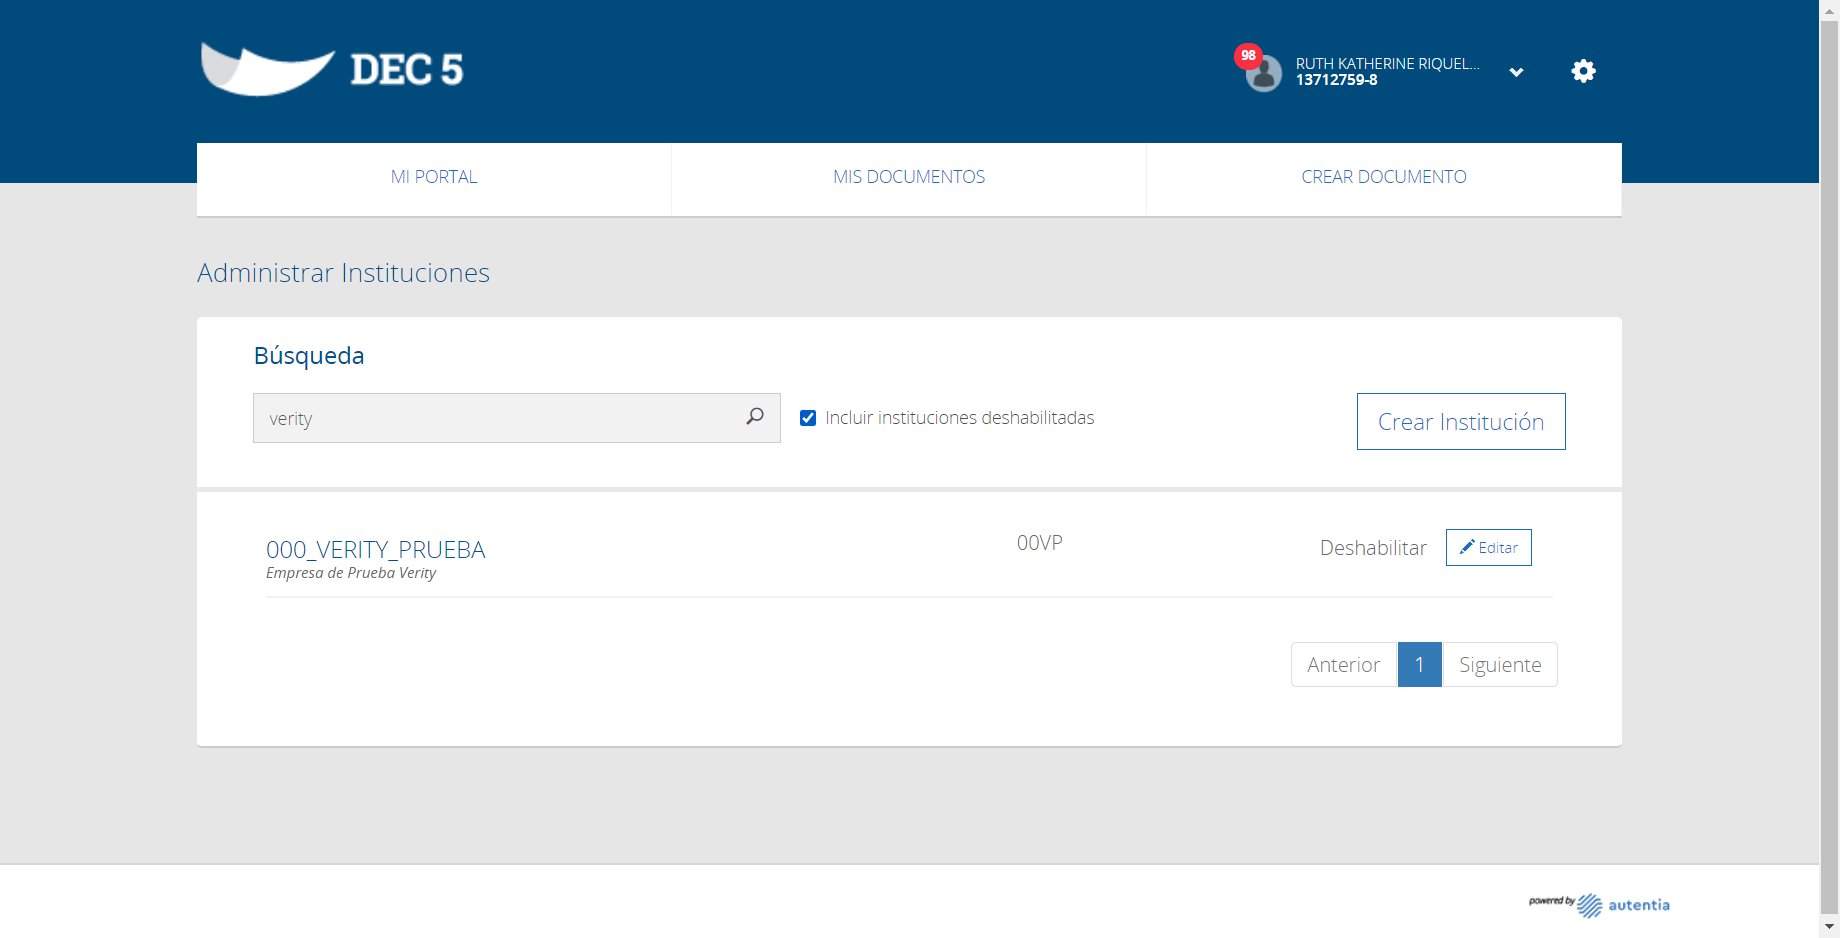 DEC 5
98
RUTH KATHERINE RIQUEL...
13712759-8
MI PORTAL
MIS DOCUMENTOS
CREAR DOCUMENTO
Administrar Instituciones
Búsqueda
verity
Incluir instituciones deshabilitadas
Crear Institución
000_VERITY_PRUEBA
Empresa de Prueba Verity
00VP
Deshabilitar
Editar
Anterior
1
Siguiente
powered by autentia